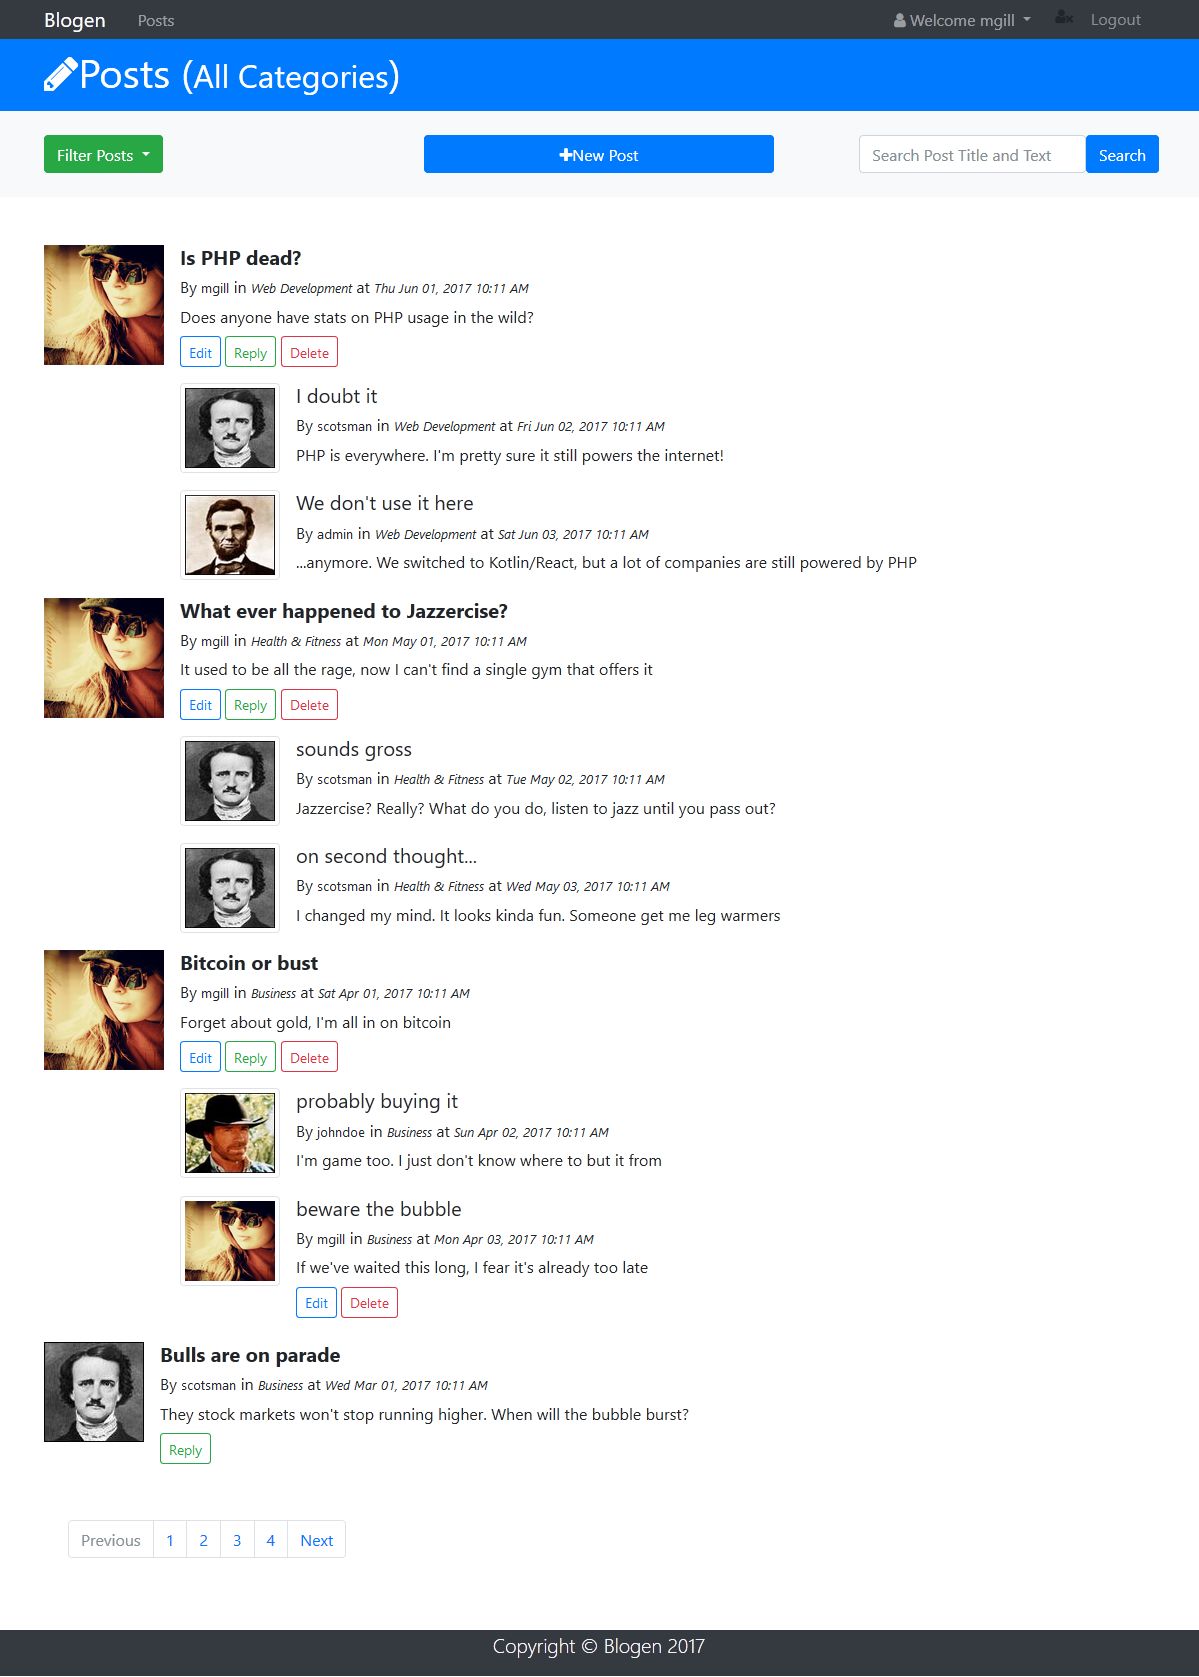 Blogen Posts Welcome mgill Logout
Posts (All Categories)
Filter Posts New Post Search Post Title and Text Search
Is PHP dead?
By mgill in Web Development at Thu Jun 01, 2017 10:11 AM
Does anyone have stats on PHP usage in the wild?
Edit Reply Delete
I doubt it
By scotsman in Web Development at Fri Jun 02, 2017 10:11 AM
PHP is everywhere. I'm pretty sure it still powers the internet!
We don't use it here
By admin in Web Development at Sat Jun 03, 2017 10:11 AM
...anymore. We switched to Kotlin/React, but a lot of companies are still powered by PHP
What ever happened to Jazzercise?
By mgill in Health & Fitness at Mon May 01, 2017 10:11 AM
It used to be all the rage, now I can't find a single gym that offers it
Edit Reply Delete
sounds gross
By scotsman in Health & Fitness at Tue May 02, 2017 10:11 AM
Jazzercise? Really? What do you do, listen to jazz until you pass out?
on second thought...
By scotsman in Health & Fitness at Wed May 03, 2017 10:11 AM
I changed my mind. It looks kinda fun. Someone get me leg warmers
Bitcoin or bust
By mgill in Business at Sat Apr 01, 2017 10:11 AM
Forget about gold, I'm all in on bitcoin
Edit Reply Delete
probably buying it
By johndoe in Business at Sun Apr 02, 2017 10:11 AM
I'm game too. I just don't know where to but it from
beware the bubble
By mgill in Business at Mon Apr 03, 2017 10:11 AM
If we've waited this long, I fear it's already too late
Edit Delete
Bulls are on parade
By scotsman in Business at Wed Mar 01, 2017 10:11 AM
They stock markets won't stop running higher. When will the bubble burst?
Reply
Previous 1 2 3 4 Next
Copyright © Blogen 2017